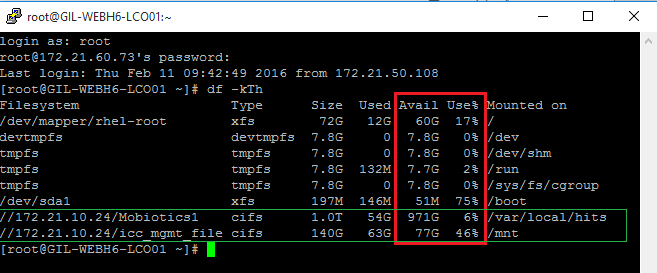 root@GIL-WEBH6-LCO01:~
login as: root
root@172.21.60.73's password:
Last login: Thu Feb 11 09:42:49 2016 from 172.21.50.108
[root@GIL-WEBH6-LCO01 ~]# df -kTh
Filesystem Type Size Used Avail Use% Mounted on
/dev/mapper/rhel-root xfs 72G 12G 60G 17% /
devtmpfs devtmpfs 7.8G 0 7.8G 0% /dev
tmpfs tmpfs 7.8G 0 7.8G 0% /dev/shm
tmpfs tmpfs 7.8G 132M 7.7G 2% /run
tmpfs tmpfs 7.8G 0 7.8G 0% /sys/fs/cgroup
/dev/sda1 xfs 197M 146M 51M 75% /boot
//172.21.10.24/Mobiotics1 cifs 1.0T 54G 971G 6% /var/local/hits
//172.21.10.24/icc_mgmt_file cifs 140G 63G 77G 46% /mnt
[root@GIL-WEBH6-LCO01 ~]#